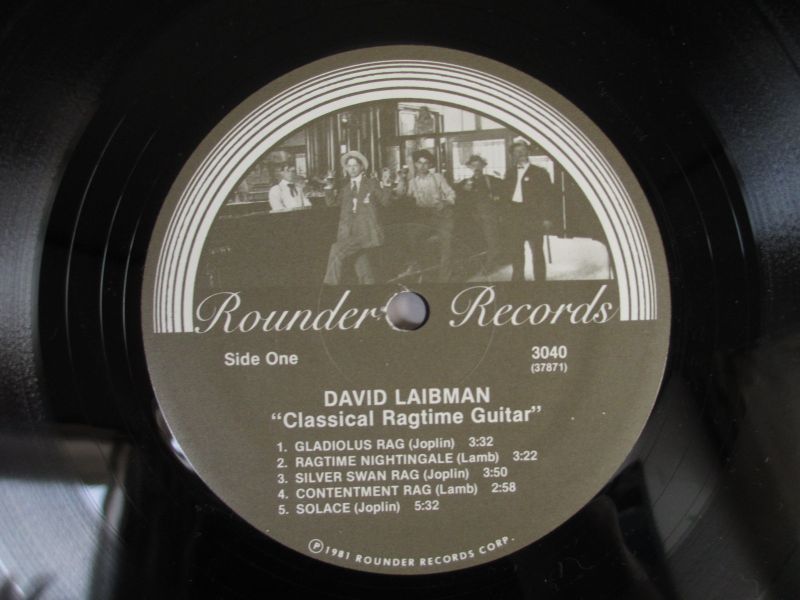 Rounder Records
Side One
3040
(37871)
DAVID LAIBMAN
“Classical Ragtime Guitar”
1. GLADIOLUS RAG (Joplin) 3:32
2. RAGTIME NIGHTINGALE (Lamb) 3:22
3. SILVER SWAN RAG (Joplin) 3:50
4. CONTENTMENT RAG (Lamb) 2:58
5. SOLACE (Joplin) 5:32
Ⓟ 1981 ROUNDER RECORDS CORP.